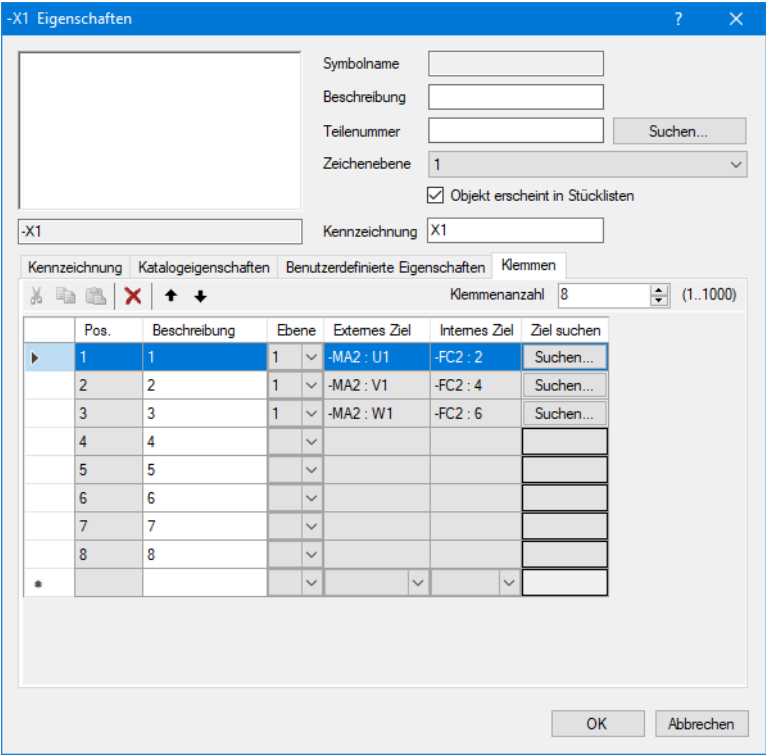 -X1 Eigenschaften ?
Symbolname
Beschreibung
Teilenummer Suchen...
Zeichenebene 1
Objekt erscheint in Stücklisten
-X1 Kennzeichnung X1
Kennzeichnung Katalogeigenschaften Benutzerdefinierte Eigenschaften Klemmen
Klemmenanzahl 8 (1..1000)
Pos. Beschreibung Ebene Externes Ziel Internes Ziel Ziel suchen
1 1 1 -MA2 : U1 -FC2 : 2 Suchen...
2 2 1 -MA2 : V1 -FC2 : 4 Suchen...
3 3 1 -MA2 : W1 -FC2 : 6 Suchen...
4 4
5 5
6 6
7 7
8 8
OK Abbrechen